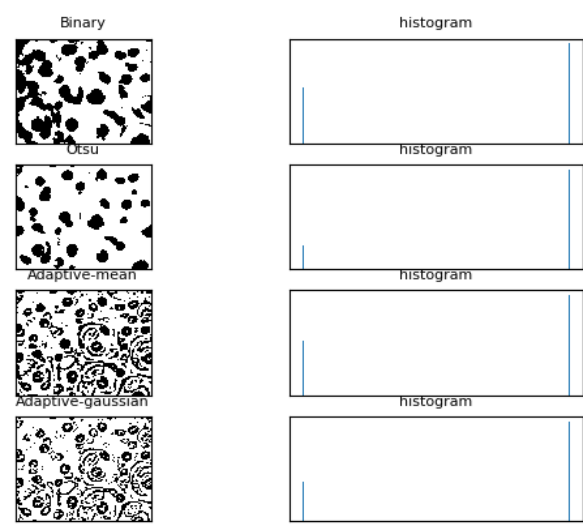 Binary
histogram
Otsu
histogram
Adaptive-mean
histogram
Adaptive-gaussian
histogram